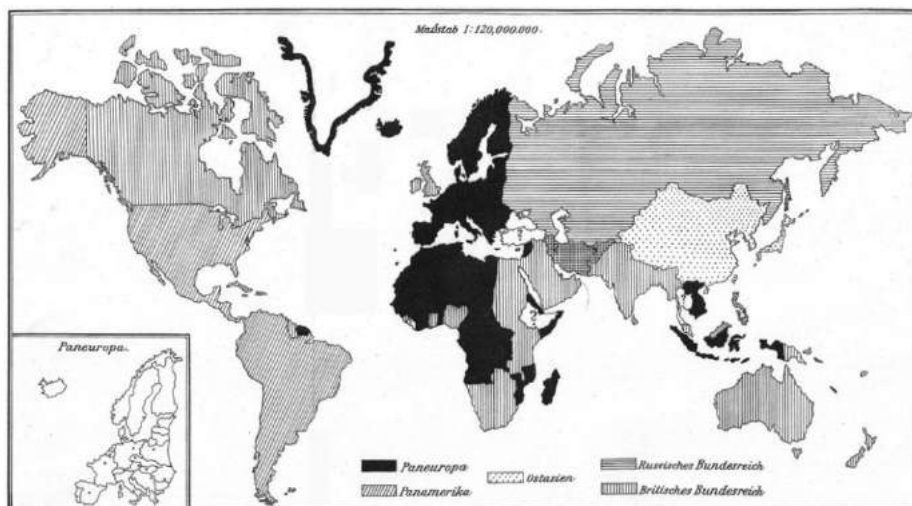 Maßstab 1:120,000.000.
Paneuropa.
Paneuropa
Panamerika
Ostasien
Russisches Bundesreich
Britisches Bundesreich